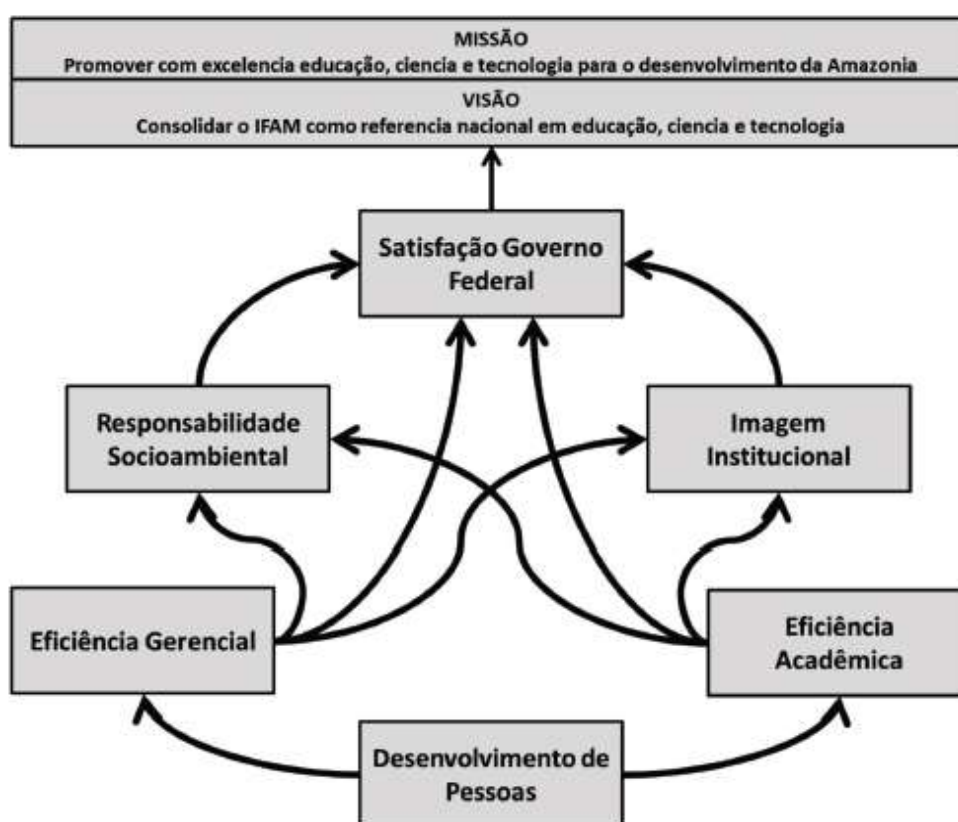 MISSÃO
Promover com excelencia educação, ciencia e tecnologia para o desenvolvimento da Amazonia
VISÃO
Consolidar o IFAM como referencia nacional em educação, ciencia e tecnologia
Satisfação Governo
Federal
Responsabilidade
Socioambiental
Imagem
Institucional
Eficiência Gerencial
Eficiência
Acadêmica
Desenvolvimento de
Pessoas